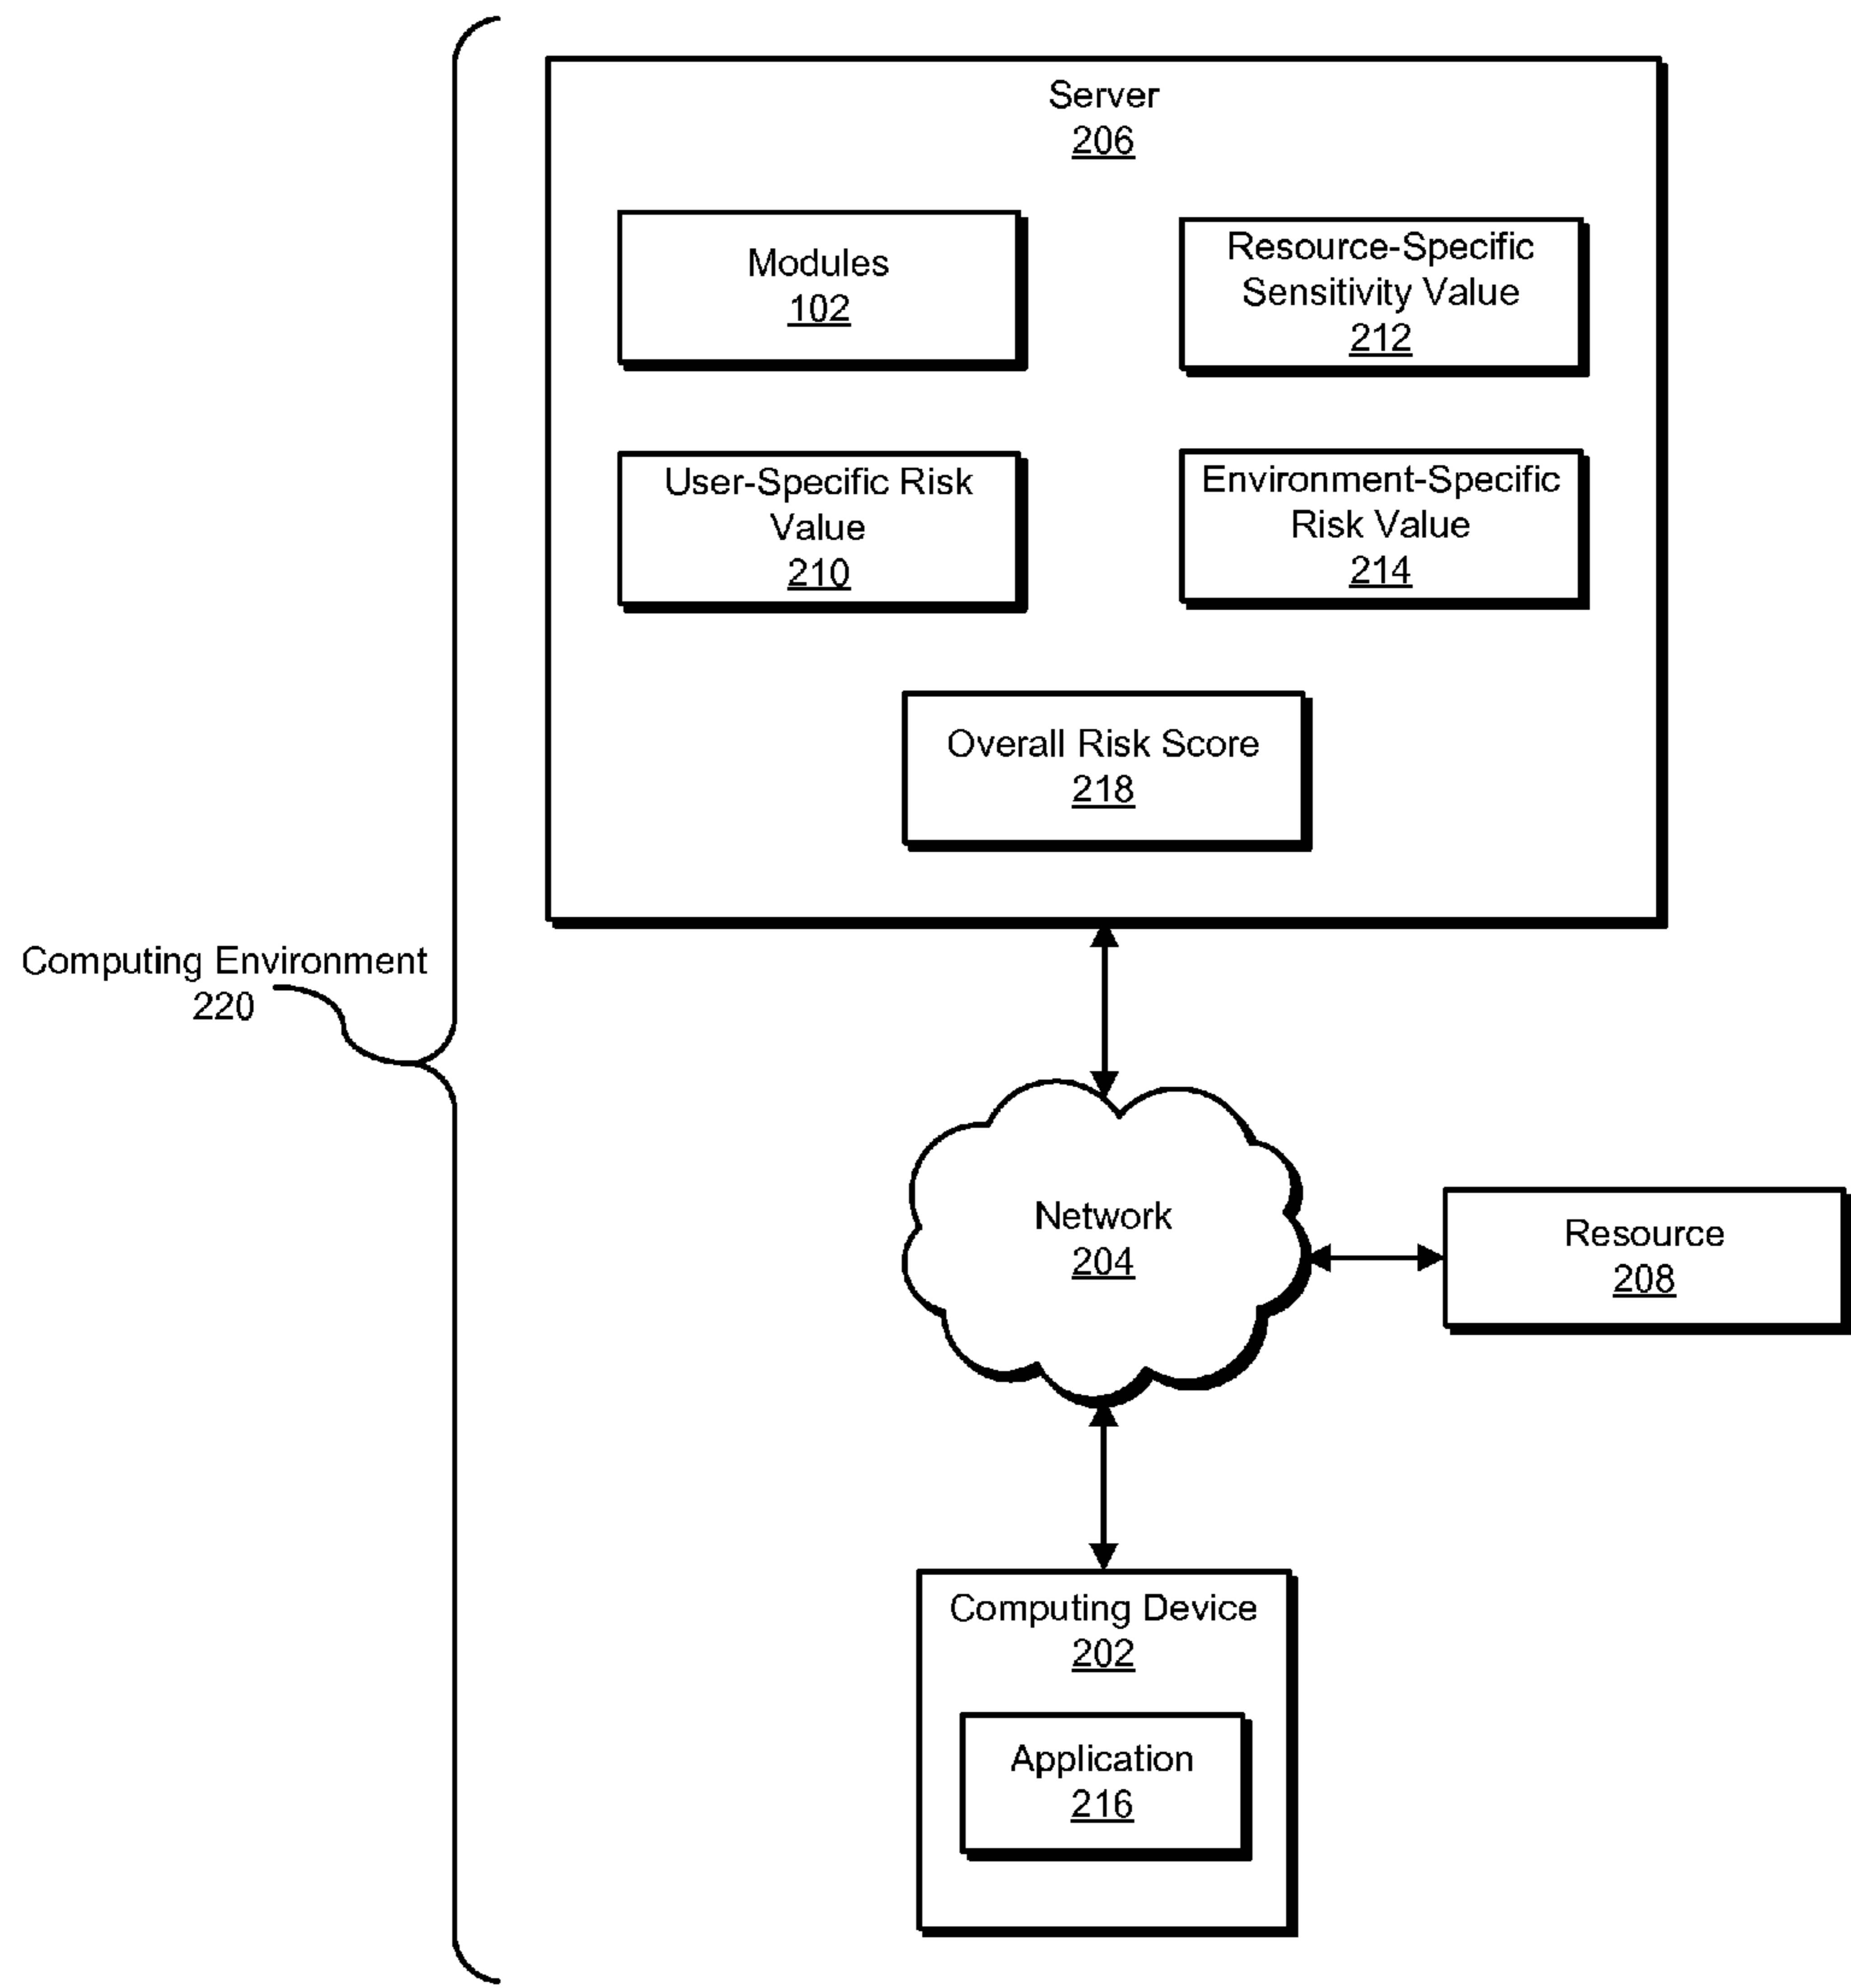 Server
206
Modules
102
Resource-Specific
Sensitivity Value
212
User-Specific Risk
Value
210
Environment-Specific
Risk Value
214
Overall Risk Score
218
Computing Environment
220
Network
204
Resource
208
Computing Device
202
Application
216